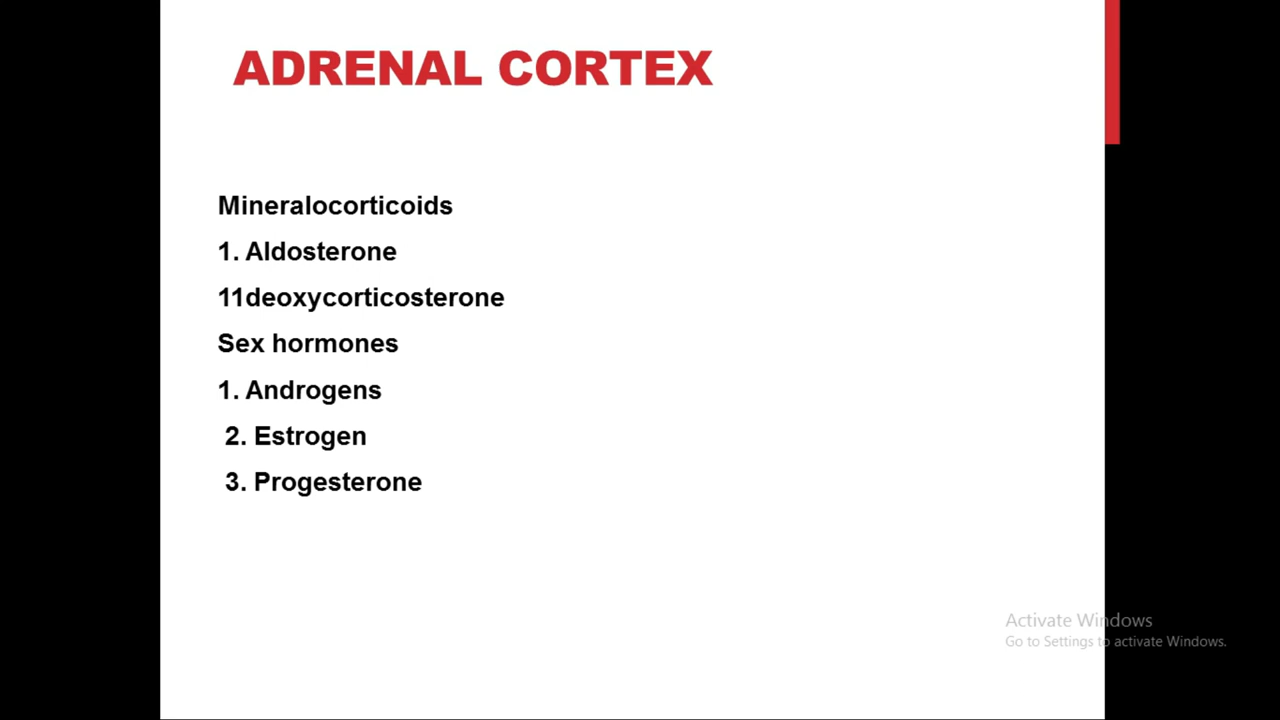 ADRENAL CORTEX
Mineralocorticoids
1. Aldosterone
11deoxycorticosterone
Sex hormones
1. Androgens
2. Estrogen
3. Progesterone
Activate Windows
Go to Settings to activate Windows.